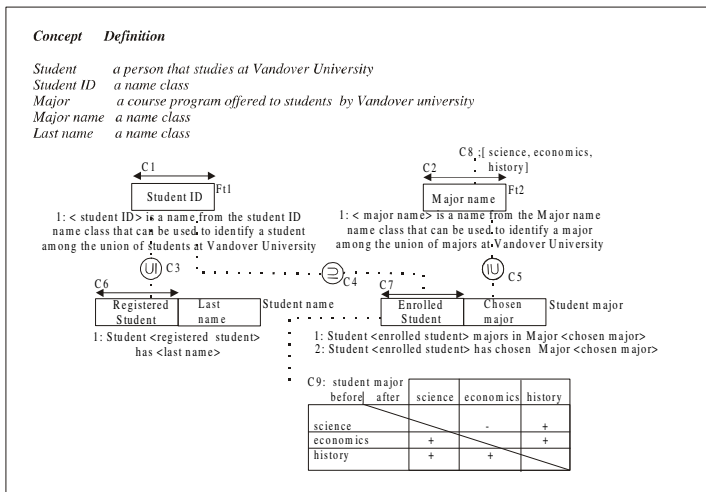 Concept Definition
Student a person that studies at Vandover University
Student ID a name class
Major a course program offered to students by Vandover university
Major name a name class
Last name a name class
C1
C8 ;[ science, economics,
history]
C2
Student ID
Ft1
Major name
Ft2
1: < student ID> is a name from the student ID
name class that can be used to identify a student
among the union of students at Vandover University
1: < major name> is a name from the Major name
name class that can be used to identify a major
among the union of majors at Vandover University
C3
C4
C5
C6
C7
Registered
Student
Last
name
Student name
Enrolled
Student
Chosen
major
Student major
1: Student <registered student>
has <last name>
1: Student <enrolled student> majors in Major <chosen major>
2: Student <enrolled student> has chosen Major <chosen major>
C9: student major
before after science economics history
science - +
economics + +
history + +